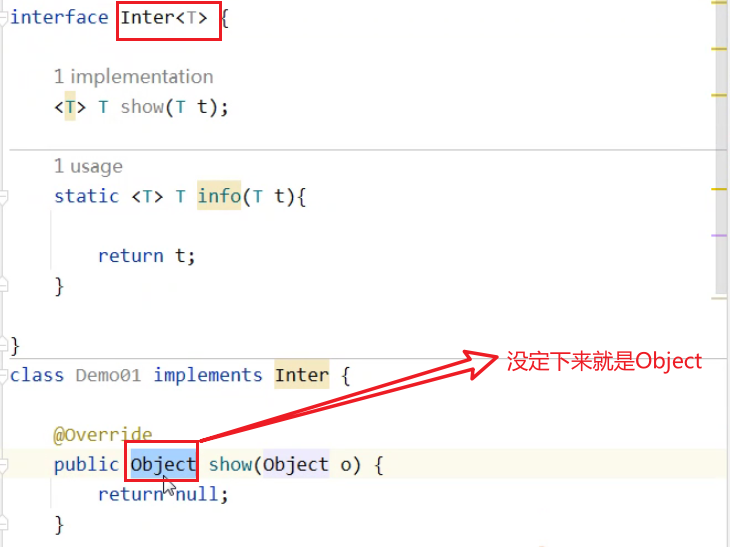 interface Inter<T> {
1 implementation
<T> T show(T t);
1 usage
static <T> T info(T t){
return t;
}
}
没定下来就是Object
class Demo01 implements Inter {
@Override
public Object show(Object o) {
return null;
}